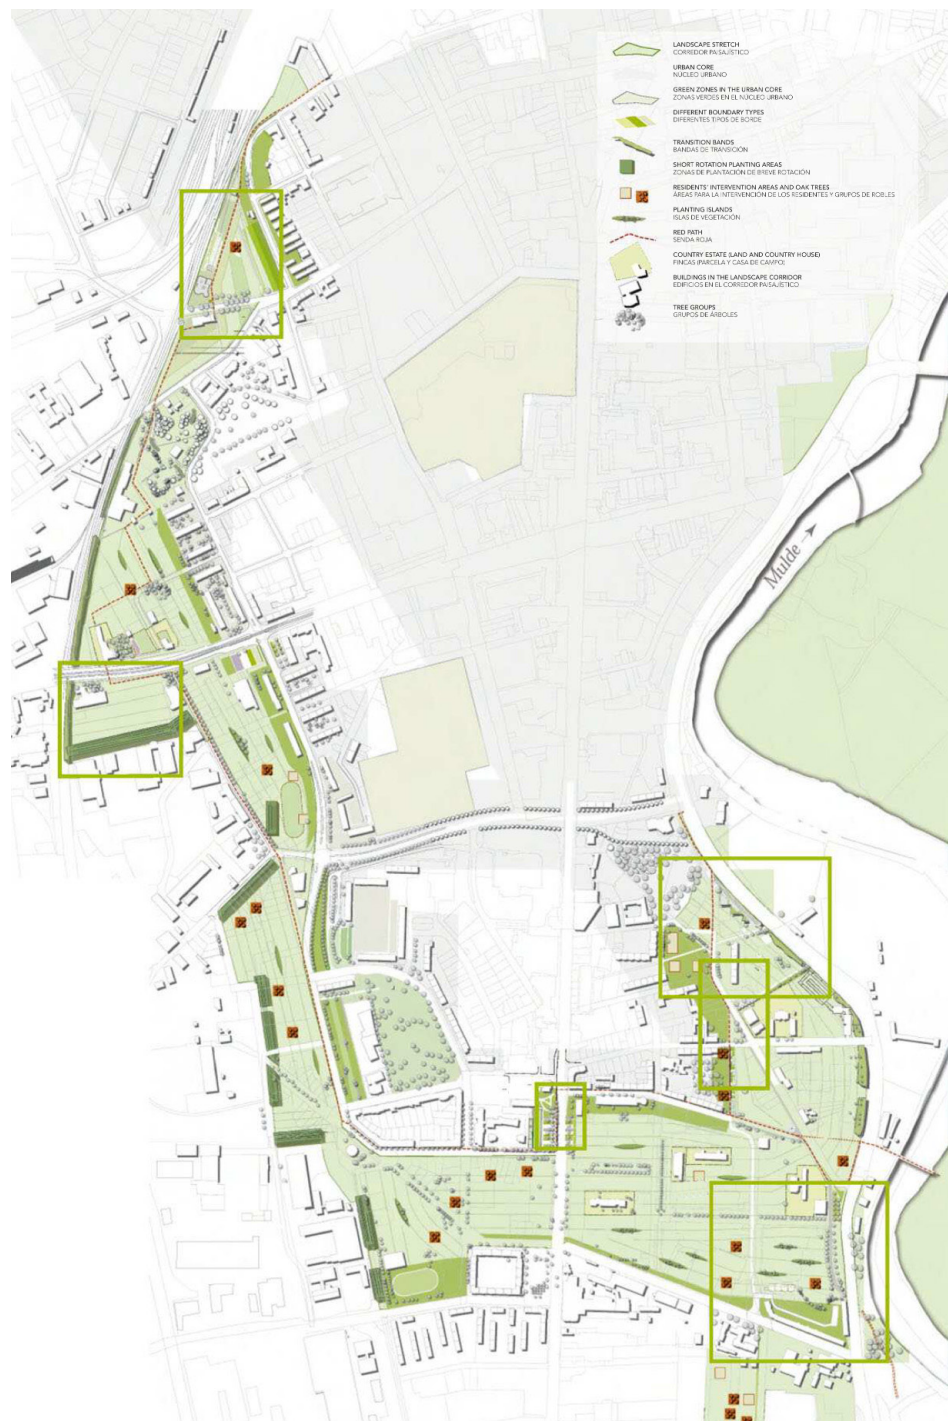 LANDSCAPE STRETCH
CORREDOR PAISAJÍSTICO
URBAN CORE
NÚCLEO URBANO
GREEN ZONES IN THE URBAN CORE
ZONAS VERDES EN EL NÚCLEO URBANO
DIFFERENT BOUNDARY TYPES
DIFERENTES TIPOS DE BORDE
TRANSITION BANDS
BANDAS DE TRANSICIÓN
SHORT ROTATION PLANTING AREAS
ZONAS DE PLANTACIÓN DE BREVE ROTACIÓN
RESIDENTS' INTERVENTION AREAS AND OAK TREES
ÁREAS PARA LA INTERVENCIÓN DE LOS RESIDENTES Y GRUPOS DE ROBLES
PLANTING ISLANDS
ISLAS DE VEGETACIÓN
RED PATH
SENDA ROJA
COUNTRY ESTATE (LAND AND COUNTRY HOUSE)
FINCAS (PARCELA Y CASA DE CAMPO)
BUILDINGS IN THE LANDSCAPE CORRIDOR
EDIFICIOS EN EL CORREDOR PAISAJÍSTICO
TREE GROUPS
GRUPOS DE ÁRBOLES
Mulde →